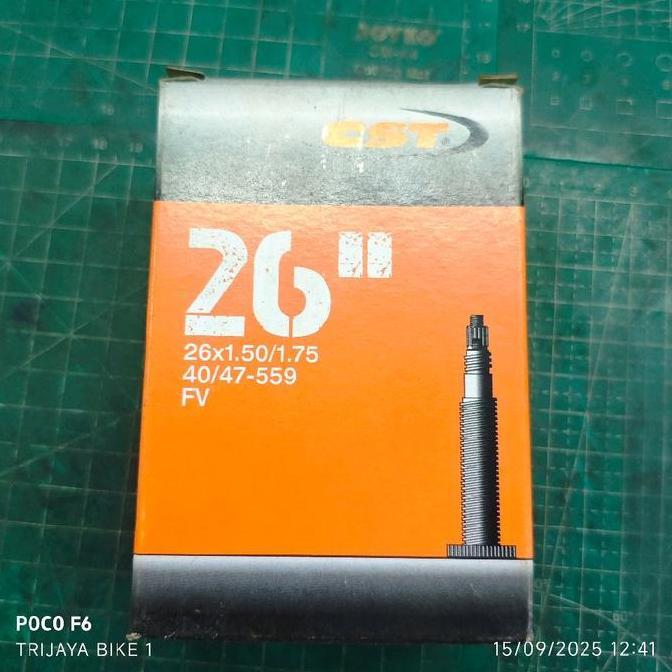 CST
26"
26x1.50/1.75
40/47-559
FV
POCO F6
TRIJAYA BIKE 1
15/09/2025 12:41